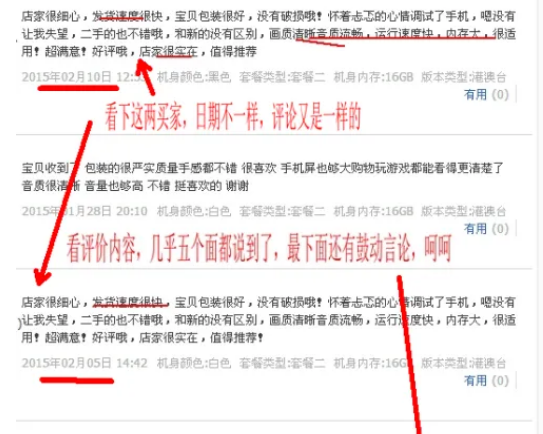 店家很细心，发货速度很快，宝贝包装很好，没有破损哦！怀着忐忑的心情调试了手机，嗯没有
让我失望，二手的也不错哦，和新的没有区别，画质清晰音质流畅，运行速度快，内存大，很适
用！超满意！好评哦，店家很实在，值得推荐
2015年02月10日 12:33 机身颜色:黑色 套餐类型:套餐二 机身内存:16GB 版本类型:港澳台
有用 (0)
看下这两买家，日期不一样，评论又是一样的
宝贝收到了 包装的很严实质量手感都不错 很喜欢 手机屏也够大购物玩游戏都能看得更清楚了
音质很清晰 音量也够高 不错 挺喜欢的 谢谢
2015年01月28日 20:10 机身颜色:白色 套餐类型:套餐二 机身内存:16GB 版本类型:港澳台
有用 (0)
看评价内容，几乎五个面都说到了，最下面还有鼓动言论，呵呵
店家很细心，发货速度很快，宝贝包装很好，没有破损哦！怀着忐忑的心情调试了手机，嗯没有
让我失望，二手的也不错哦，和新的没有区别，画质清晰音质流畅，运行速度快，内存大，很适
用！超满意！好评哦，店家很实在，值得推荐！
2015年02月05日 14:42 机身颜色:白色 套餐类型:套餐二 机身内存:16GB 版本类型:港澳台
有用 (0)